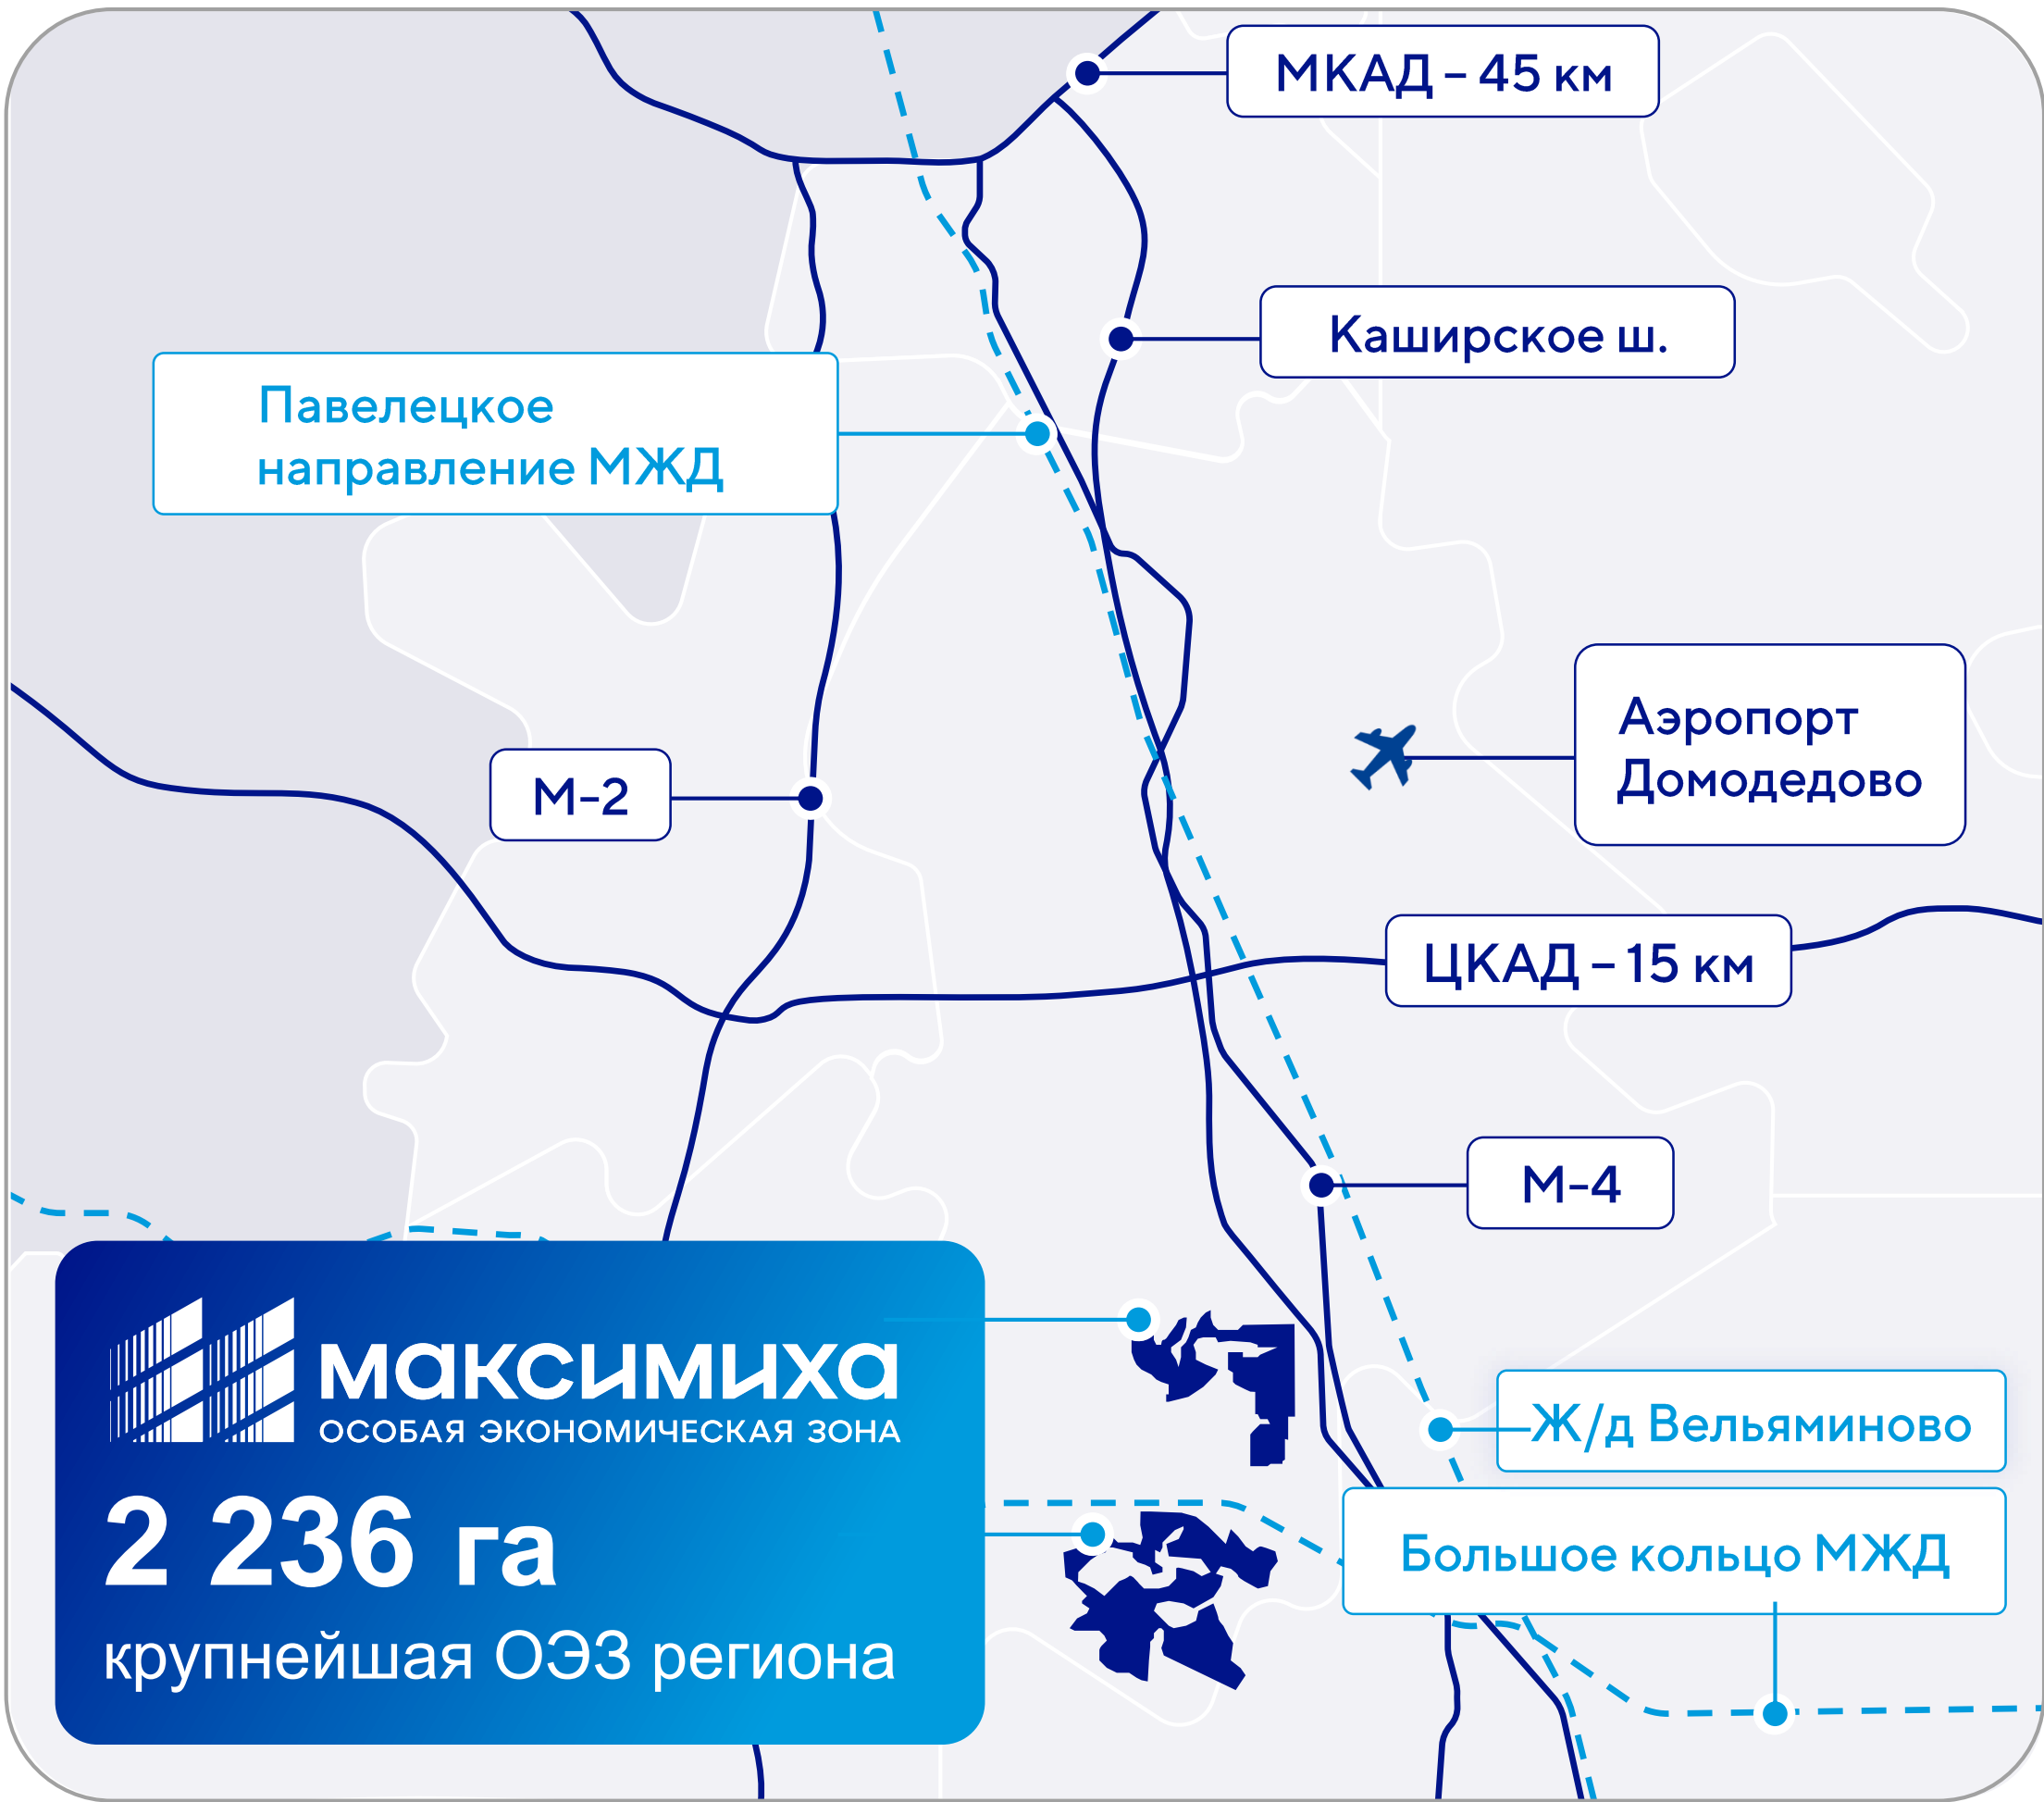 МКАД – 45 км
Каширское ш.
Павелецкое
направление МЖД
Аэропорт
Домодедово
М-2
ЦКАД – 15 км
М-4
максимиха
ОСОБАЯ ЭКОНОМИЧЕСКАЯ ЗОНА
2 236 га
крупнейшая ОЭЗ региона
Ж/д Вельяминово
Большое кольцо МЖД